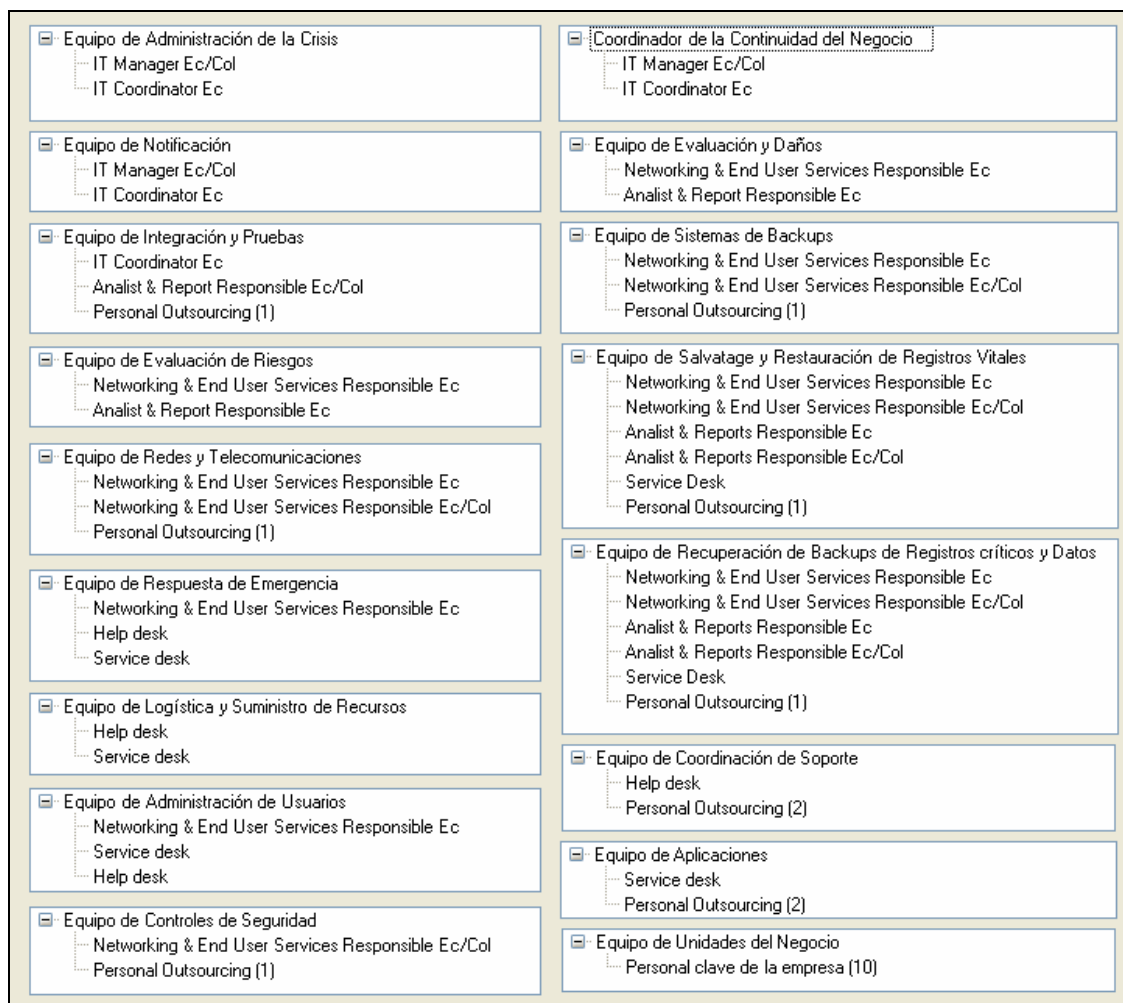 Equipo de Administración de la Crisis
IT Manager Ec/Col
IT Coordinator Ec
Equipo de Notificación
IT Manager Ec/Col
IT Coordinator Ec
Equipo de Integración y Pruebas
IT Coordinator Ec
Analist & Report Responsible Ec/Col
Personal Outsourcing (1)
Equipo de Evaluación de Riesgos
Networking & End User Services Responsible Ec
Analist & Report Responsible Ec
Equipo de Redes y Telecomunicaciones
Networking & End User Services Responsible Ec
Networking & End User Services Responsible Ec/Col
Personal Outsourcing (1)
Equipo de Respuesta de Emergencia
Networking & End User Services Responsible Ec
Help desk
Service desk
Equipo de Logística y Suministro de Recursos
Help desk
Service desk
Equipo de Administración de Usuarios
Networking & End User Services Responsible Ec
Service desk
Help desk
Equipo de Controles de Seguridad
Networking & End User Services Responsible Ec/Col
Personal Outsourcing (1)
Coordinador de la Continuidad del Negocio
IT Manager Ec/Col
IT Coordinator Ec
Equipo de Evaluación y Daños
Networking & End User Services Responsible Ec
Analist & Report Responsible Ec
Equipo de Sistemas de Backups
Networking & End User Services Responsible Ec
Networking & End User Services Responsible Ec/Col
Personal Outsourcing (1)
Equipo de Salvatage y Restauración de Registros Vitales
Networking & End User Services Responsible Ec
Networking & End User Services Responsible Ec/Col
Analist & Reports Responsible Ec
Analist & Reports Responsible Ec/Col
Service Desk
Personal Outsourcing (1)
Equipo de Recuperación de Backups de Registros críticos y Datos
Networking & End User Services Responsible Ec
Networking & End User Services Responsible Ec/Col
Analist & Reports Responsible Ec
Analist & Reports Responsible Ec/Col
Service Desk
Personal Outsourcing (1)
Equipo de Coordinación de Soporte
Help desk
Personal Outsourcing (2)
Equipo de Aplicaciones
Service desk
Personal Outsourcing (2)
Equipo de Unidades del Negocio
Personal clave de la empresa (10)